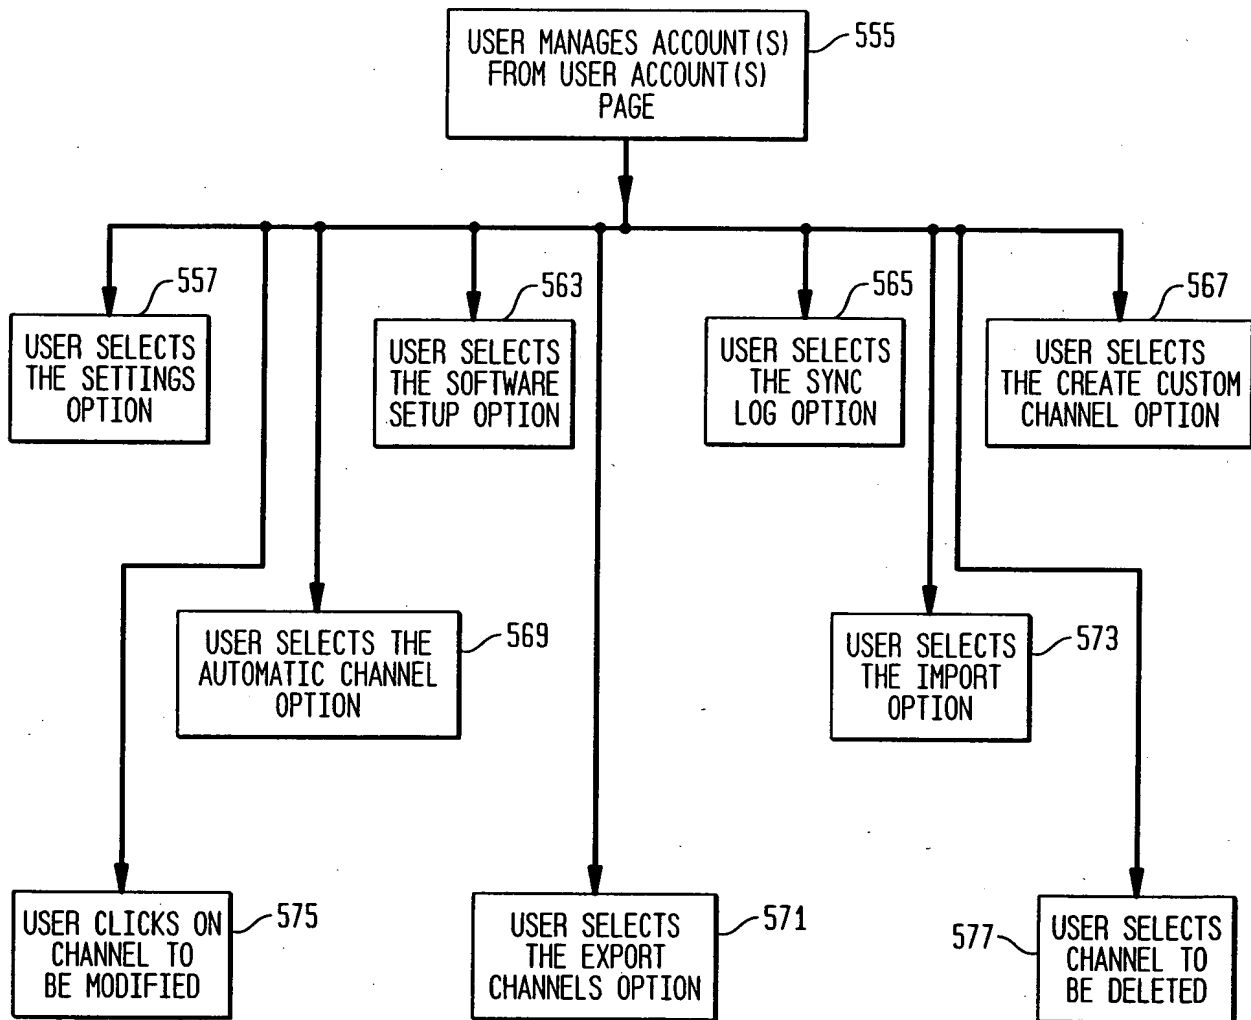 USER MANAGES ACCOUNT(S)
FROM USER ACCOUNT(S)
PAGE
555
557
USER SELECTS
THE SETTINGS
OPTION
563
USER SELECTS
THE SOFTWARE
SETUP OPTION
565
USER SELECTS
THE SYNC
LOG OPTION
567
USER SELECTS
THE CREATE CUSTOM
CHANNEL OPTION
USER SELECTS THE
AUTOMATIC CHANNEL
OPTION
569
USER SELECTS
THE IMPORT
OPTION
573
USER CLICKS ON
CHANNEL TO
BE MODIFIED
575
USER SELECTS
THE EXPORT
CHANNELS OPTION
571
577
USER SELECTS
CHANNEL TO
BE DELETED